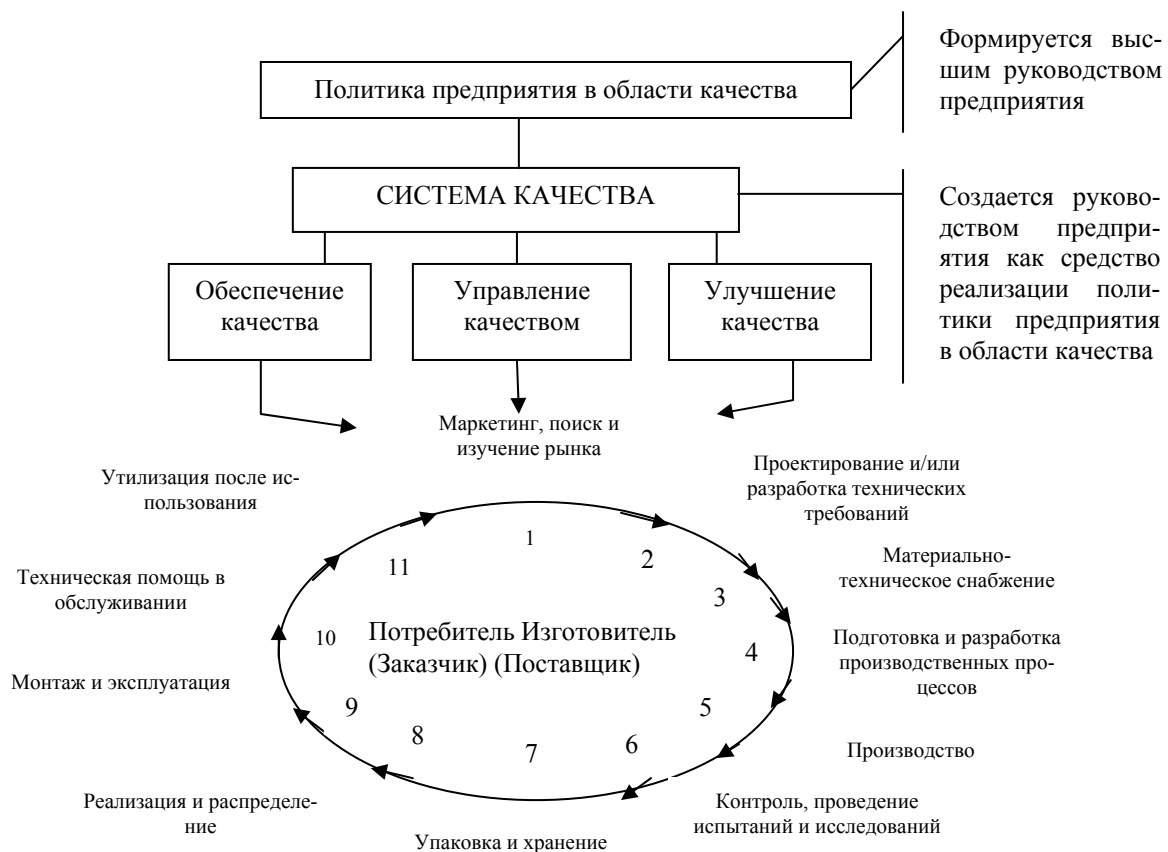 Формируется выс-
шим руководством
предприятия
Политика предприятия в области качества
СИСТЕМА КАЧЕСТВА
Создается руково-
дством предпри-
ятия как средство
реализации поли-
тики предприятия
в области качества
Обеспечение
качества
Управление
качеством
Улучшение
качества
Маркетинг, поиск и
изучение рынка
Утилизация после ис-
пользования
Проектирование и/или
разработка технических
требований
Материально-
техническое снабжение
Техническая помощь в
обслуживании
Подготовка и разработка
производственных про-
цессов
Монтаж и эксплуатация
Производство
Реализация и распределе-
ние
Контроль, проведение
испытаний и исследований
Упаковка и хранение
1
2
3
4
5
6
7
8
9
10
11
Потребитель Изготовитель
(Заказчик) (Поставщик)